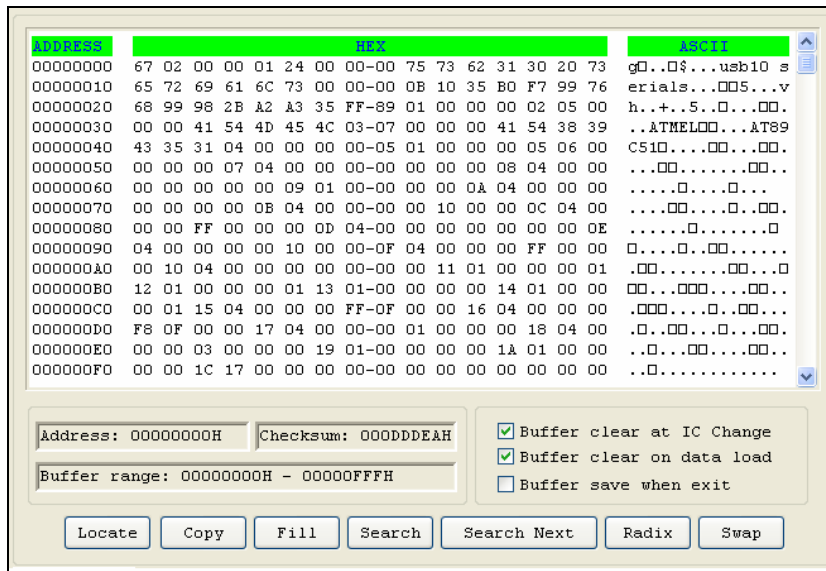 ADDRESS HEX ASCII
00000000 67 02 00 00 01 24 00 00-00 75 73 62 31 30 20 73 g□..□$...usb10 s
00000010 65 72 69 61 6C 73 00 00-00 0B 10 35 B0 F7 99 76 erials...□□5...v
00000020 68 99 98 2B A2 A3 35 FF-89 01 00 00 00 02 05 00 h..+..5..□...□□.
00000030 00 00 41 54 4D 45 4C 03-07 00 00 00 41 54 38 39 ..ATMEL□□...AT89
00000040 43 35 31 04 00 00 00 00-05 01 00 00 00 05 06 00 C51□....□□...□□.
00000050 00 00 00 07 04 00 00 00-00 00 00 00 08 04 00 00 ...□□.......□□..
00000060 00 00 00 00 00 09 01 00-00 00 00 0A 04 00 00 00 .....□....□...
00000070 00 00 00 00 0B 04 00 00-00 00 10 00 00 0C 04 00 ....□□....□..□□.
00000080 00 00 FF 00 00 00 0D 04-00 00 00 00 00 00 00 0E ......□.......□
00000090 04 00 00 00 00 10 00 00-0F 04 00 00 00 FF 00 00 □....□..□□......
000000A0 00 10 04 00 00 00 00 00-00 00 11 01 00 00 00 01 .□□.......□□...□
000000B0 12 01 00 00 00 01 13 01-00 00 00 00 14 01 00 00 □□...□□□....□□..
000000C0 00 01 15 04 00 00 00 FF-0F 00 00 16 04 00 00 00 .□□□....□..□□...
000000D0 F8 0F 00 00 17 04 00 00-00 01 00 00 00 18 04 00 .□..□□...□...□□.
000000E0 00 00 03 00 00 00 19 01-00 00 00 00 1A 01 00 00 ..□...□□....□□..
000000F0 00 00 1C 17 00 00 00 00-00 00 00 00 00 00 00 00 ..□............
Address: 00000000H Checksum: 000DDDEAH
Buffer range: 00000000H - 00000FFFH
Buffer clear at IC Change
Buffer clear on data load
Buffer save when exit
Locate Copy Fill Search Search Next Radix Swap